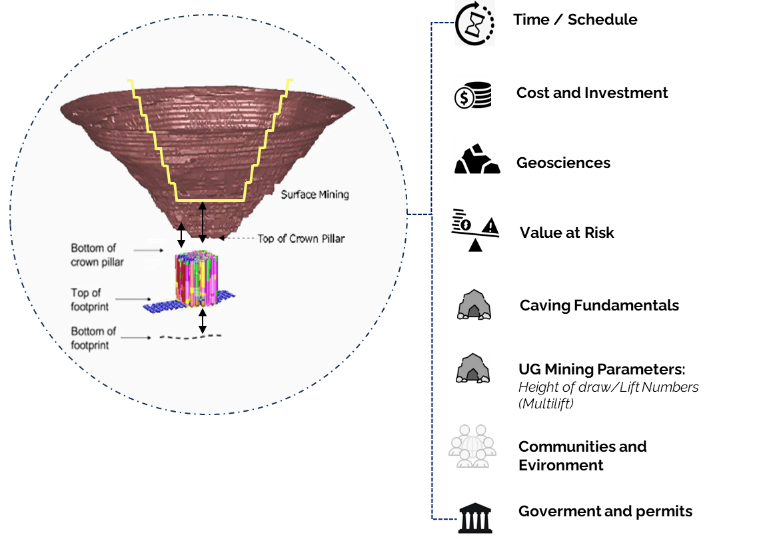 Time / Schedule
Cost and Investment
Geosciences
Surface Mining
Value at Risk
Top of Crown Pillar
Bottom of
crown pillar
Top of
footprint
Bottom of
footprint
Caving Fundamentals
UG Mining Parameters:
Height of draw/Lift Numbers
(Multilift)
Communities and
Evironment
Goverment and permits